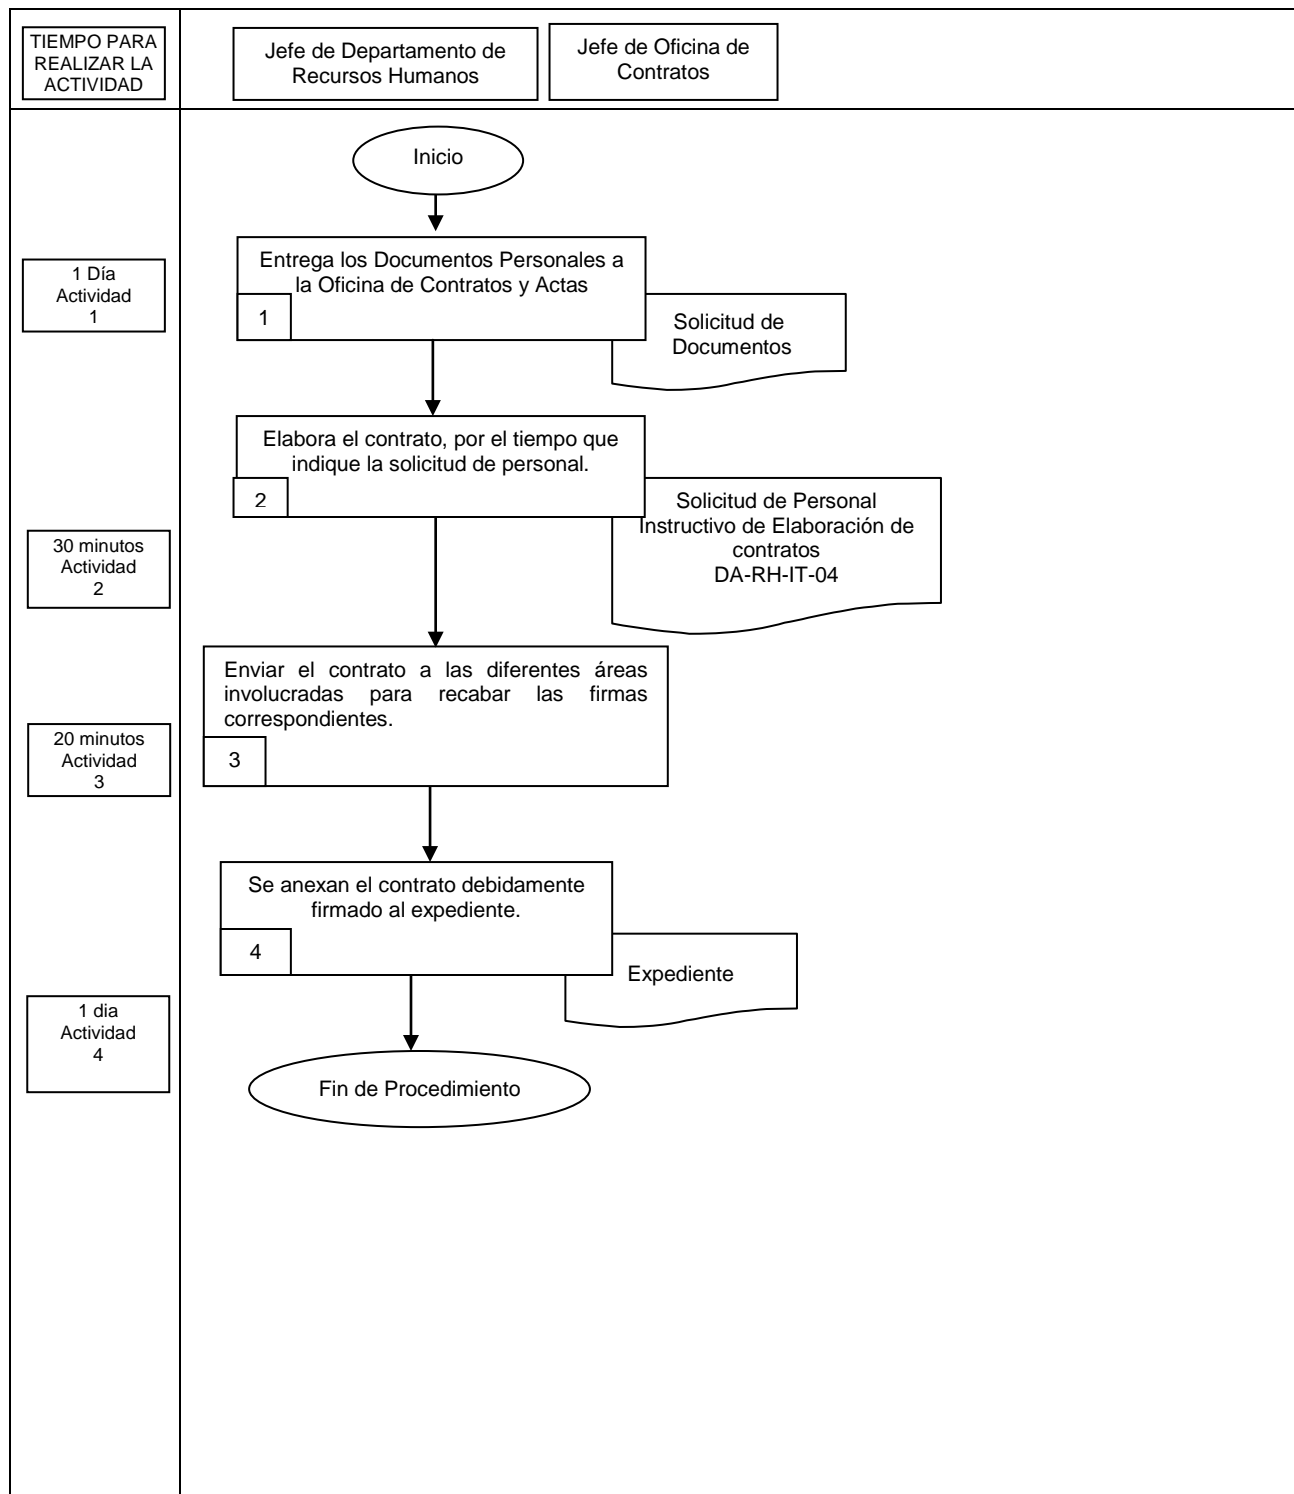 TIEMPO PARA
REALIZAR LA
ACTIVIDAD
Jefe de Departamento de
Recursos Humanos
Jefe de Oficina de
Contratos
Inicio
1 Día
Actividad
1
Entrega los Documentos Personales a
la Oficina de Contratos y Actas
1
Solicitud de
Documentos
Elabora el contrato, por el tiempo que
indique la solicitud de personal.
2
Solicitud de Personal
Instructivo de Elaboración de
contratos
DA-RH-IT-04
30 minutos
Actividad
2
Enviar el contrato a las diferentes áreas
involucradas para recabar las firmas
correspondientes.
3
20 minutos
Actividad
3
Se anexan el contrato debidamente
firmado al expediente.
4
Expediente
1 dia
Actividad
4
Fin de Procedimiento